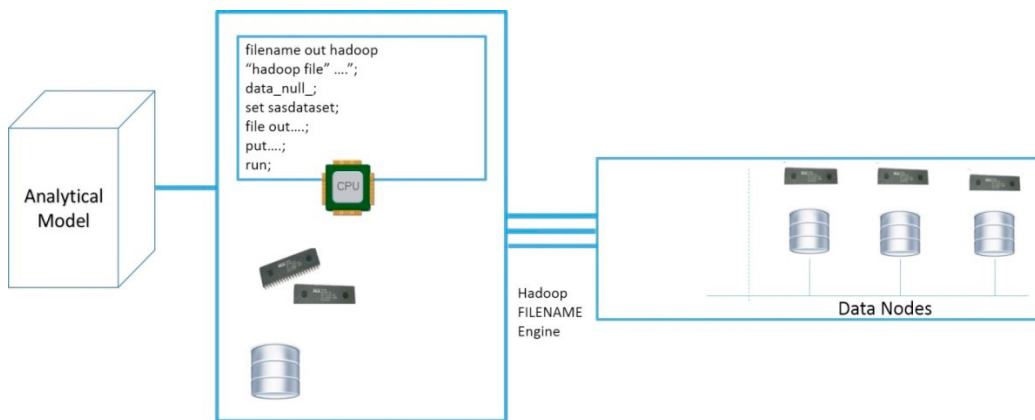 filename out hadoop
“hadoop file” ….”;
data_null_;
set sasdataset;
file out….;
put….;
run;
CPU
Analytical
Model
Hadoop
FILENAME
Engine
Data Nodes